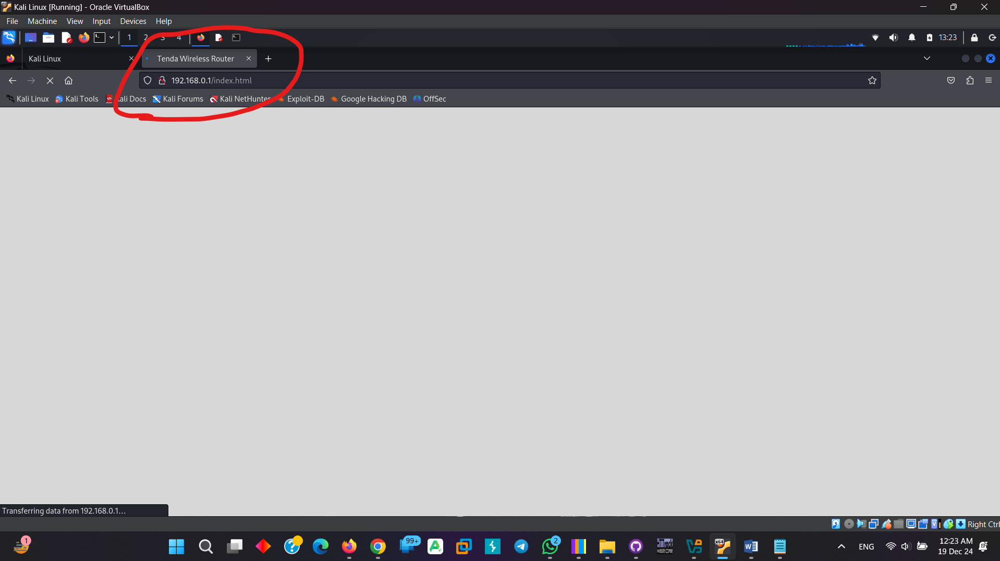 Kali Linux [Running] - Oracle VirtualBox
File Machine View Input Devices Help
1 2 3 4 13:23
Kali Linux Tenda Wireless Router
192.168.0.1/index.html
Kali Linux Kali Tools Kali Docs Kali Forums Kali NetHunter Exploit-DB Google Hacking DB OffSec
Transferring data from 192.168.0.1...
Right Ctrl
1 99+ 2 x64 ENG 12:23 AM
19 Dec 24